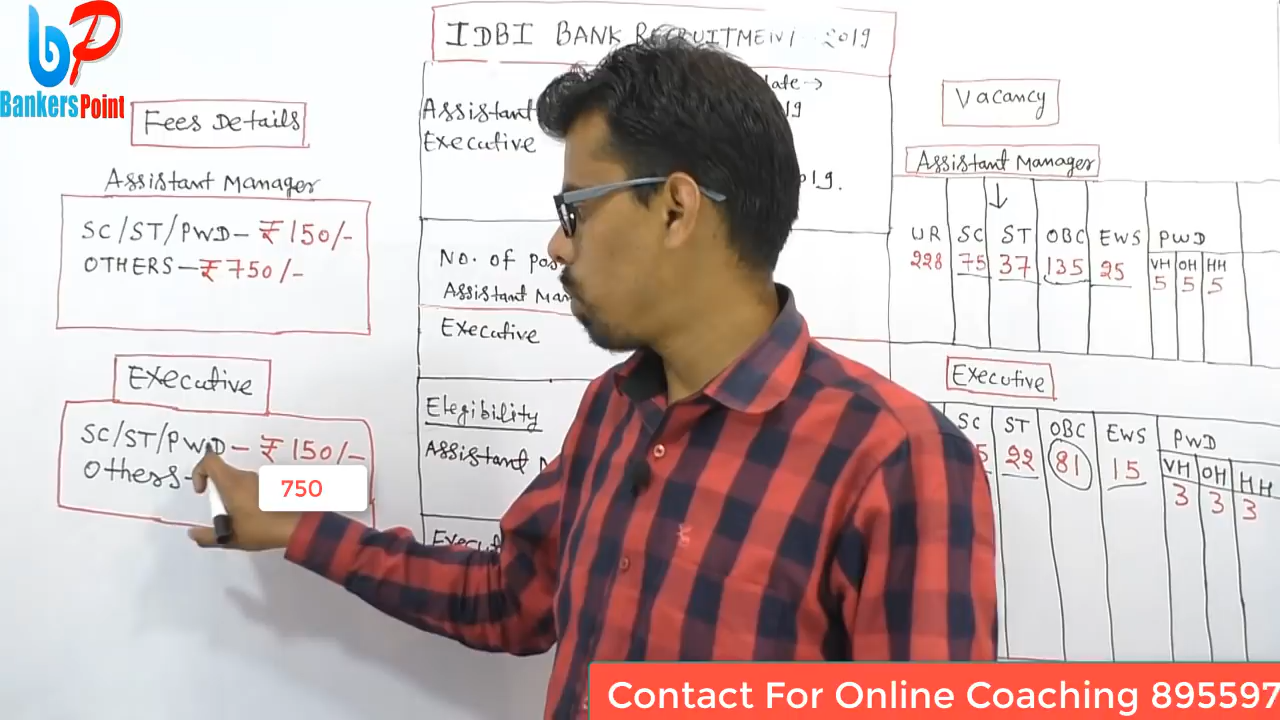 bp
BankersPoint
Fees Details
Assistant Manager
SC/ST/PWD - ₹150/-
OTHERS - ₹750/-
Executive
SC/ST/PWD - ₹150/-
Others -
750
IDBI BANK RECRUITMENT - 2019
Assistant
Executive
No. of
Assistant
Executive
Elegibility
Assistant
Vacancy
Assistant Manager
UR SC ST OBC EWS PWD
VH OH HH
228 75 37 135 25 5 5 5
Executive
SC ST OBC EWS PWD
VH OH HH
22 81 15 3 3 3
Contact For Online Coaching 895597